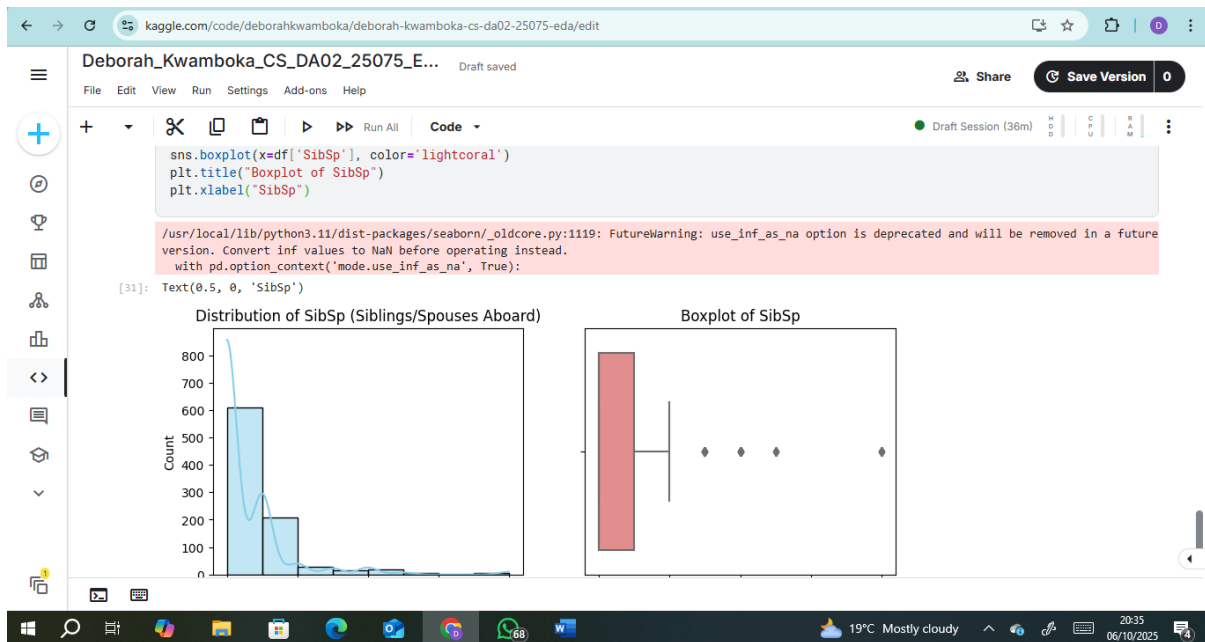 kaggle.com/code/deborahkwamboka/deborah-kwamboka-cs-da02-25075-eda/edit
D
Deborah_Kwamboka_CS_DA02_25075_E... Draft saved
Share
Save Version 0
File Edit View Run Settings Add-ons Help
Run All Code
Draft Session (36m) HDD CPU RAM
sns.boxplot(x=df['SibSp'], color='lightcoral')
plt.title("Boxplot of SibSp")
plt.xlabel("SibSp")
/usr/local/lib/python3.11/dist-packages/seaborn/_oldcore.py:1119: FutureWarning: use_inf_as_na option is deprecated and will be removed in a future
version. Convert inf values to NaN before operating instead.
with pd.option_context('mode.use_inf_as_na', True):
[31]: Text(0.5, 0, 'SibSp')
Distribution of SibSp (Siblings/Spouses Aboard)
Boxplot of SibSp
800
700
600
500
400
300
200
100
0
Count
1
68
W
D
19°C Mostly cloudy
20:35
06/10/2025
4